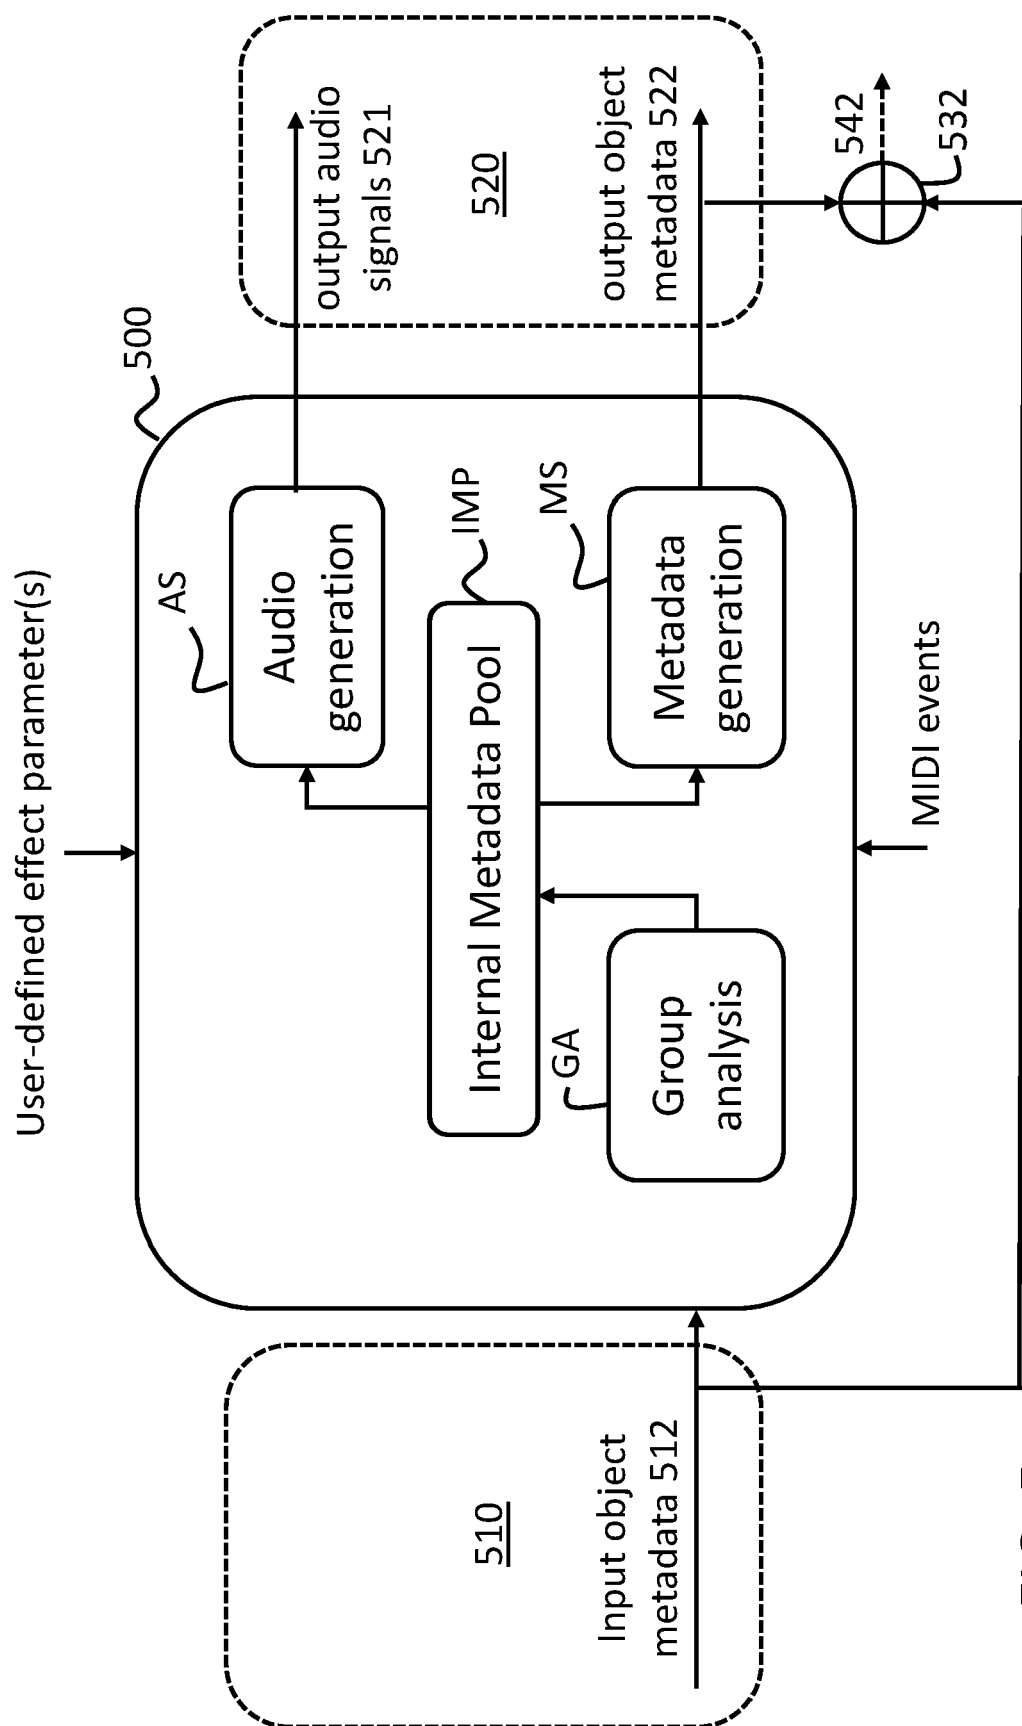 User-defined effect parameter(s)
500
AS
Audio
generation
output audio
signals 521
IMP
Internal Metadata Pool
510
520
GA
Group
analysis
MS
Metadata
generation
Input object
metadata 512
output object
metadata 522
MIDI events
542
532